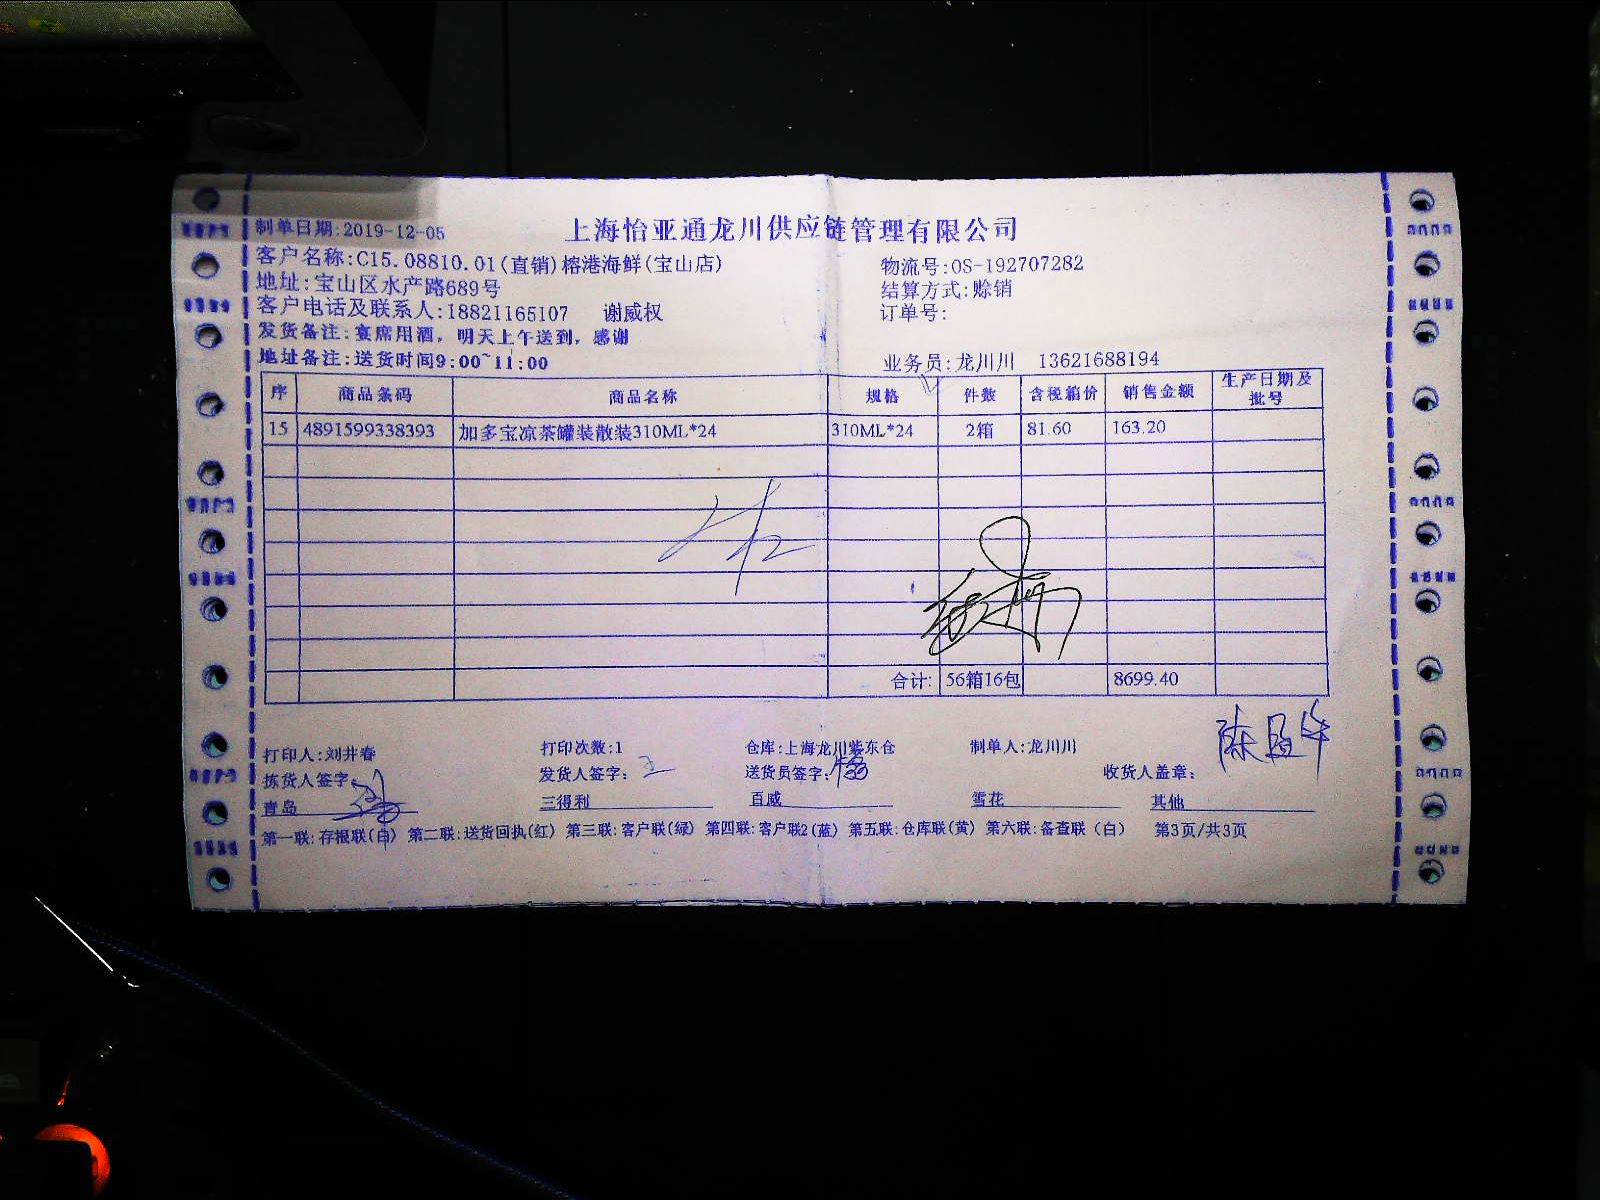 制单日期:2019-12-05 上海怡亚通龙川供应链管理有限公司
客户名称:C15.08810.01(直销)榕港海鲜(宝山店) 物流号:OS-192707282
地址:宝山区水产路689号 结算方式:赊销
客户电话及联系人:18821165107 谢威权 订单号:
发货备注:宴席用酒，明天上午送到，感谢
地址备注:送货时间9:00~11:00 业务员:龙川川 13621688194
序 商品条码 商品名称 规格 件数 含税箱价 销售金额 生产日期及批号
15 4891599338393 加多宝凉茶罐装散装310ML*24 310ML*24 2箱 81.60 163.20
合计: 56箱16包 8699.40
打印人:刘井春 打印次数:1 仓库:上海龙川紫东仓 制单人:龙川川
拣货人签字: 发货人签字: 王 送货员签字: 收货人盖章:
青岛 三得利 百威 雪花 其他
第一联:存根联(白) 第二联:送货回执(红) 第三联:客户联(绿) 第四联:客户联2(蓝) 第五联:仓库联(黄) 第六联:备查联（白） 第3页/共3页